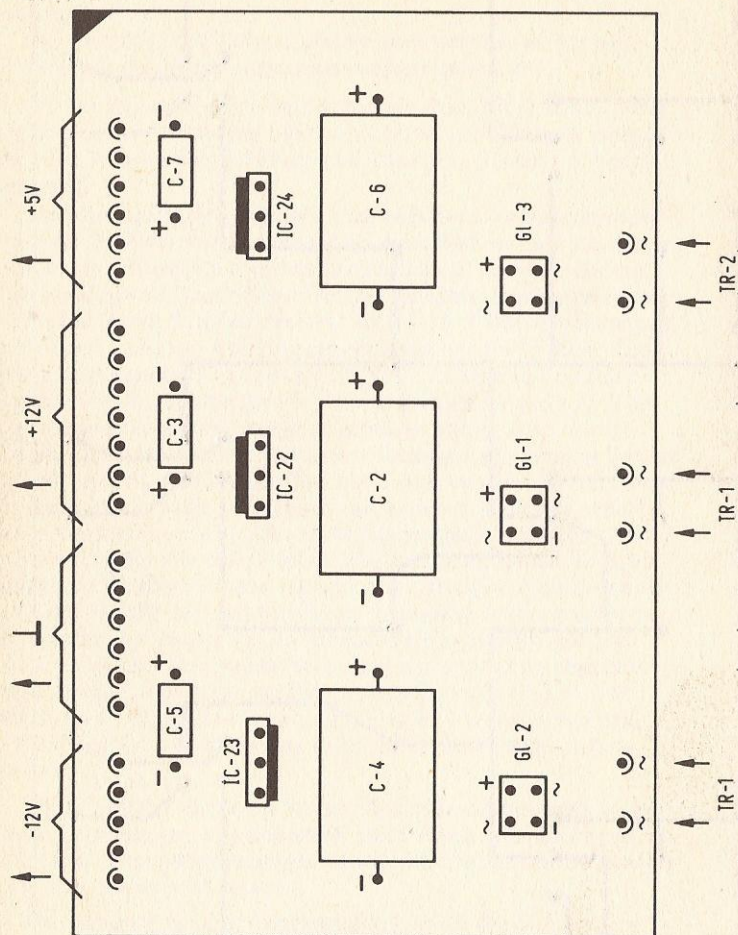 +5V
+12V
-12V
- C-7 +
IC-24
+ C-6 -
Gl-3
+ ~
~ -
~ ~
TR-2
- C-3 +
IC-22
+ C-2 -
Gl-1
+ ~
~ -
~ ~
TR-1
+ C-5 -
IC-23
+ C-4 -
Gl-2
+ ~
~ -
~ ~
TR-1